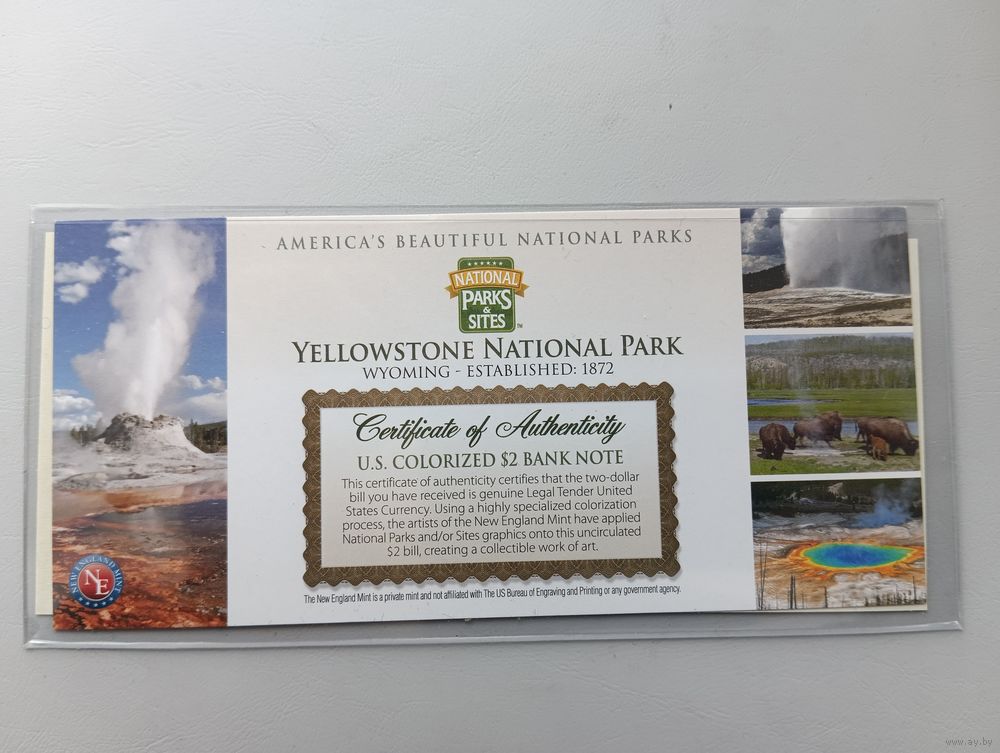 AMERICA'S BEAUTIFUL NATIONAL PARKS
NATIONAL
PARKS
&
SITES
TM
YELLOWSTONE NATIONAL PARK
WYOMING - ESTABLISHED: 1872
Certificate of Authenticity
U.S. COLORIZED $2 BANK NOTE
This certificate of authenticity certifies that the two-dollar
bill you have received is genuine Legal Tender United
States Currency. Using a highly specialized colorization
process, the artists of the New England Mint have applied
National Parks and/or Sites graphics onto this uncirculated
$2 bill, creating a collectible work of art.
The New England Mint is a private mint and not affiliated with The US Bureau of Engraving and Printing or any government agency.
NEW ENGLAND MINT
NE
www.ay.by